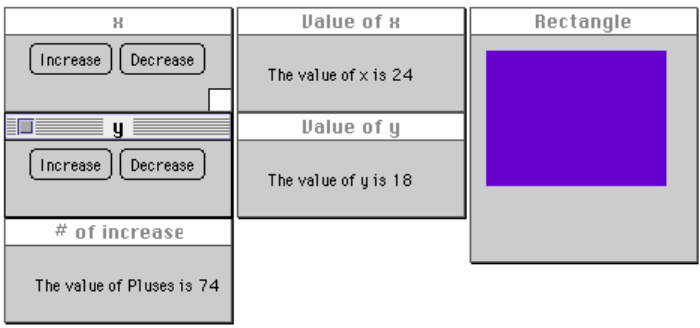 x
Increase Decrease
y
Increase Decrease
# of increase
The value of Pluses is 74
Value of x
The value of x is 24
Value of y
The value of y is 18
Rectangle